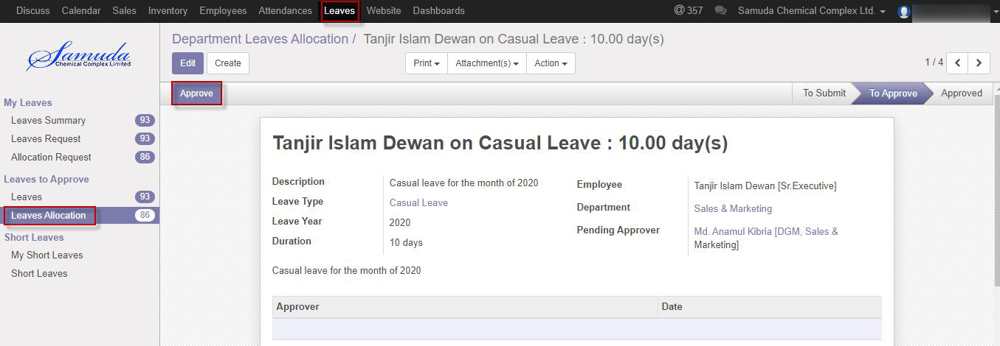 Discuss Calendar Sales Inventory Employees Attendances Leaves Website Dashboards @ 357 Samuda Chemical Complex Ltd.
Samuda
Chemical Complex Limited
Department Leaves Allocation / Tanjir Islam Dewan on Casual Leave : 10.00 day(s)
Edit Create Print Attachment(s) Action 1 / 4
Approve To Submit To Approve Approved
My Leaves
Leaves Summary 93
Leaves Request 93
Allocation Request 86
Leaves to Approve
Leaves 93
Leaves Allocation 86
Short Leaves
My Short Leaves
Short Leaves
Tanjir Islam Dewan on Casual Leave : 10.00 day(s)
Description Casual leave for the month of 2020
Leave Type Casual Leave
Leave Year 2020
Duration 10 days
Employee Tanjir Islam Dewan [Sr.Executive]
Department Sales & Marketing
Pending Approver Md. Anamul Kibria [DGM, Sales &
Marketing]
Casual leave for the month of 2020
Approver Date